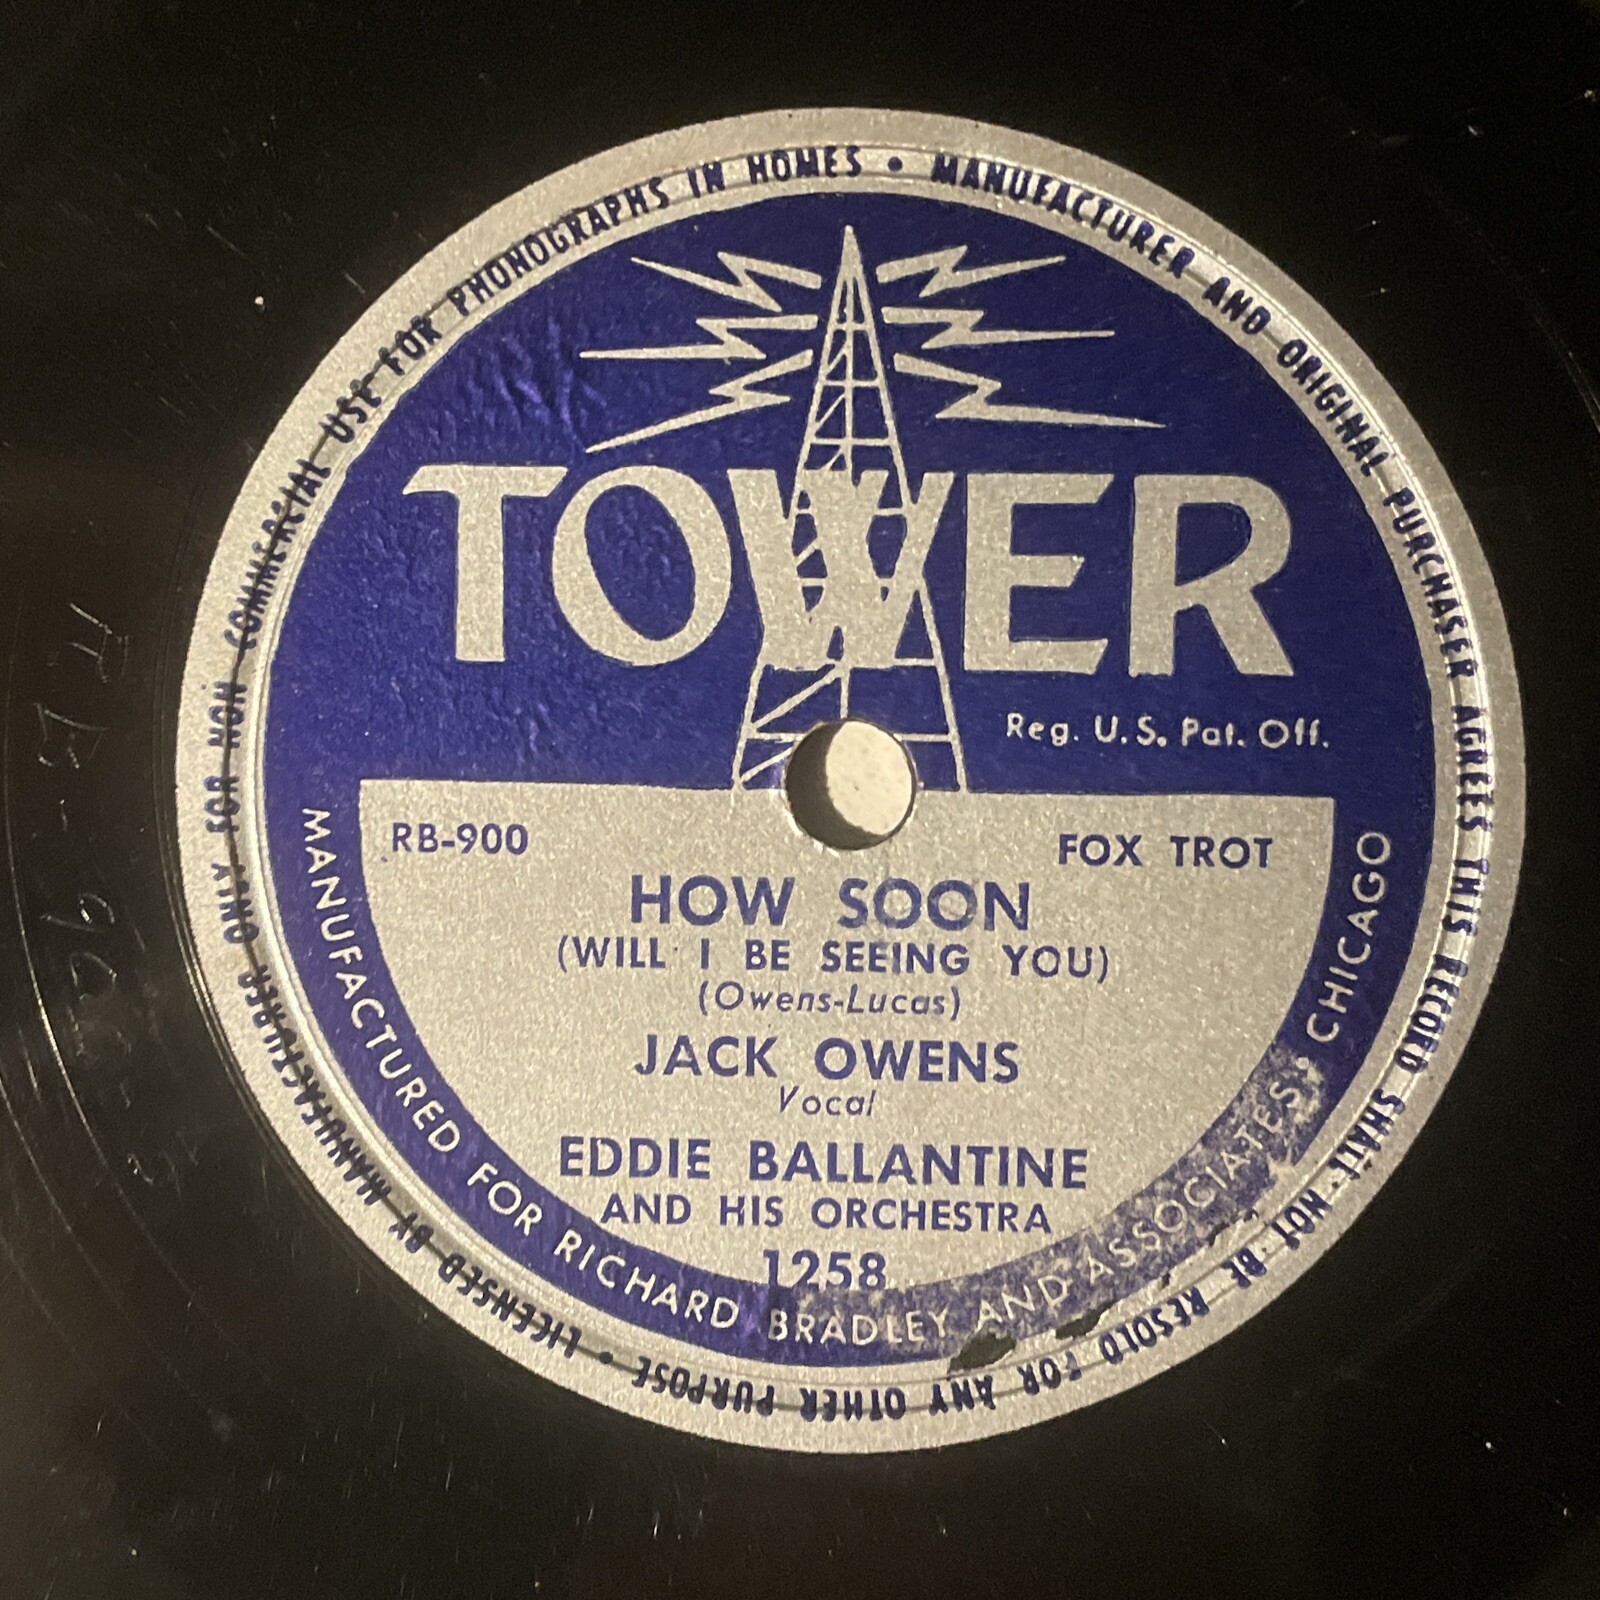 LICENSED BY MANUFACTURER ONLY FOR NON COMMERCIAL USE FOR PHONOGRAPHS IN HOMES • MANUFACTURER AND ORIGINAL PURCHASER AGREES THIS RECORD SHALL NOT BE RESOLD FOR ANY OTHER PURPOSE •
TOWER
Reg. U.S. Pat. Off.
RB-900
FOX TROT
HOW SOON
(WILL I BE SEEING YOU)
(Owens-Lucas)
JACK OWENS
Vocal
EDDIE BALLANTINE
AND HIS ORCHESTRA
1258
MANUFACTURED FOR RICHARD BRADLEY AND ASSOCIATES, CHICAGO